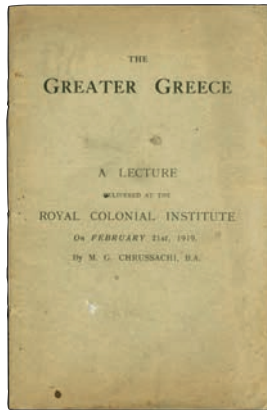 THE
GREATER GREECE
A LECTURE
DELIVERED AT THE
ROYAL COLONIAL INSTITUTE
On FEBRUARY 21st, 1919,
By M. G. CHRUSSACHI, B.A.